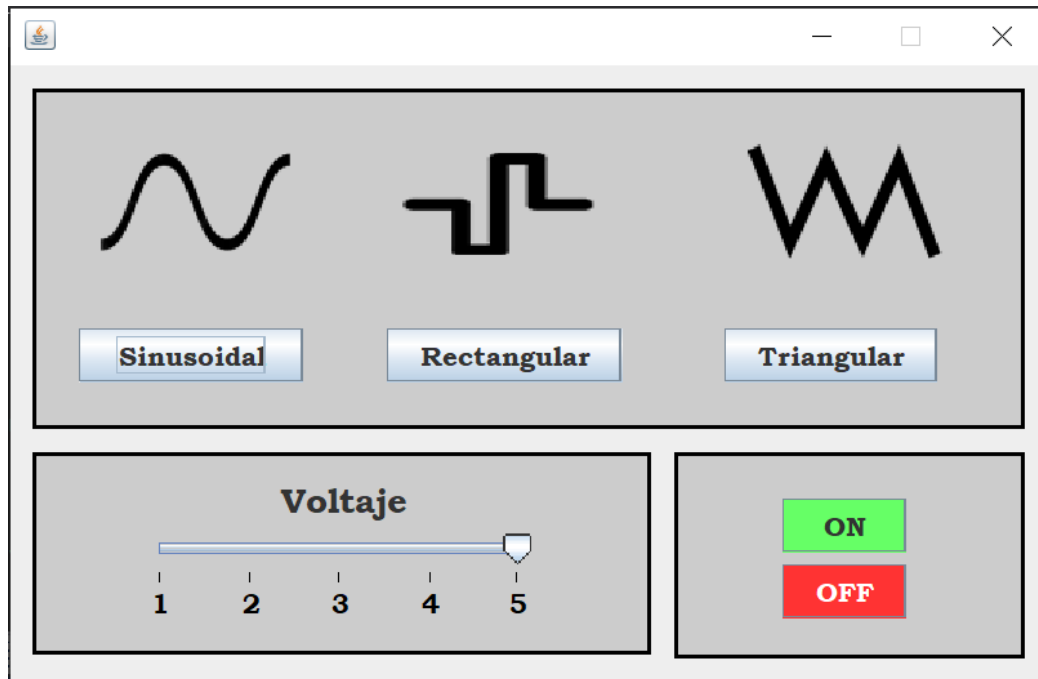 Sinusoidal
Rectangular
Triangular
Voltaje
1 2 3 4 5
ON
OFF